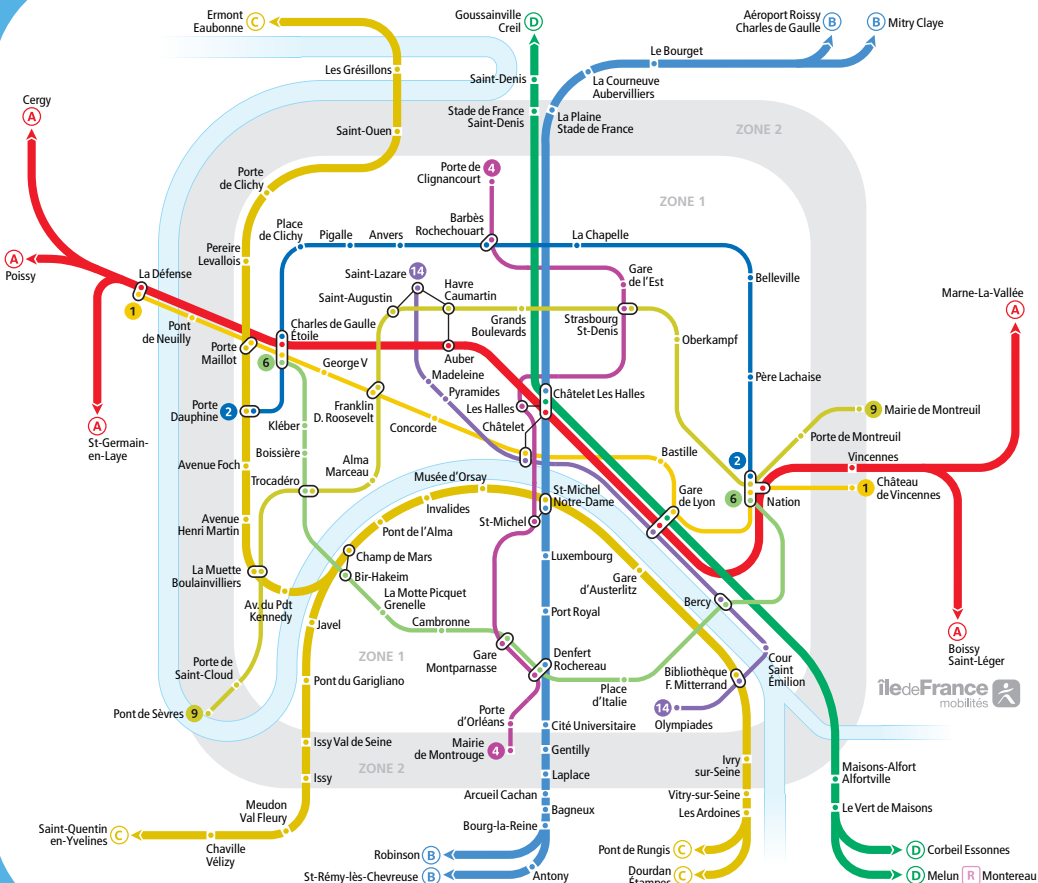 Ermont
Eaubonne
C
Goussainville
Creil
D
Aéroport Roissy
Charles de Gaulle
B
B
Mitry Claye
Le Bourget
Les Grésillons
Saint-Denis
La Courneuve
Aubervilliers
Cergy
A
Stade de France
Saint-Denis
La Plaine
Stade de France
Saint-Ouen
ZONE 2
Porte de
Clignancourt
4
Porte
de Clichy
ZONE 1
Place
de Clichy
Pigalle
Anvers
Barbès
Rochechouart
La Chapelle
Pereire
Levallois
A
Poissy
La Défense
Saint-Lazare
14
Havre
Caumartin
Gare
de l'Est
Belleville
Saint-Augustin
Marne-La-Vallée
A
1
Pont
de Neuilly
Charles de Gaulle
Étoile
Grands
Boulevards
Strasbourg
St-Denis
Oberkampf
Porte
Maillot
6
George V
Auber
Madeleine
Pyramides
Châtelet Les Halles
Père Lachaise
Porte
Dauphine
2
Franklin
D. Roosevelt
Les Halles
Châtelet
9
Mairie de Montreuil
A
St-Germain-
en-Laye
Kléber
Concorde
Porte de Montreuil
Boissière
Bastille
2
Vincennes
Avenue Foch
Alma
Marceau
Trocadéro
Musée d'Orsay
1
Château
de Vincennes
Invalides
St-Michel
Notre-Dame
Gare
de Lyon
6
Nation
Avenue
Henri Martin
Pont de l'Alma
St-Michel
Champ de Mars
Luxembourg
La Muette
Boulainvilliers
Bir-Hakeim
Gare
d'Austerlitz
La Motte Picquet
Grenelle
Av. du Pdt
Kennedy
Bercy
Javel
Cambronne
Port Royal
A
Boissy
Saint-Léger
ZONE 1
Gare
Montparnasse
Denfert
Rochereau
Cour
Saint
Émilion
Porte de
Saint-Cloud
Pont du Garigliano
Bibliothèque
F. Mitterrand
Place
d'Italie
îledeFrance
mobilités
Pont de Sèvres
9
Porte
d'Orléans
14
Olympiades
Cité Universitaire
Issy Val de Seine
Mairie
de Montrouge
4
Gentilly
ZONE 2
Issy
Laplace
Ivry
sur-Seine
Maisons-Alfort
Alfortville
Arcueil Cachan
Vitry-sur-Seine
Meudon
Val Fleury
Bagneux
Les Ardoines
Le Vert de Maisons
Bourg-la-Reine
Saint-Quentin
en-Yvelines
C
Chaville
Vélizy
Robinson
B
Pont de Rungis
C
D
Corbeil Essonnes
St-Rémy-lès-Chevreuse
B
Antony
Dourdan
Étampes
C
D
Melun
R
Montereau